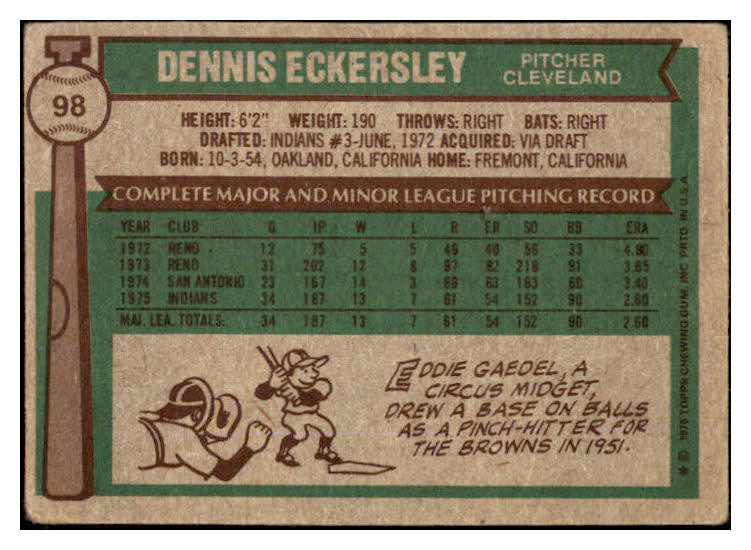 98
DENNIS ECKERSLEY
PITCHER
CLEVELAND
HEIGHT: 6'2" WEIGHT: 190 THROWS: RIGHT BATS: RIGHT
DRAFTED: INDIANS #3-JUNE, 1972 ACQUIRED: VIA DRAFT
BORN: 10-3-54, OAKLAND, CALIFORNIA HOME: FREMONT, CALIFORNIA
COMPLETE MAJOR AND MINOR LEAGUE PITCHING RECORD
YEAR CLUB G IP W L R ER SO BB ERA
1972 RENO 12 75 5 5 46 40 56 33 4.80
1973 RENO 31 202 12 8 97 82 218 91 3.65
1974 SAN ANTONIO 23 167 14 3 66 63 163 60 3.40
1975 INDIANS 34 187 13 7 61 54 152 90 2.60
MAJ. LEA. TOTALS: 34 187 13 7 61 54 152 90 2.60
EDDIE GAEDEL, A
CIRCUS MIDGET,
DREW A BASE ON BALLS
AS A PINCH-HITTER FOR
THE BROWNS IN 1951.
* © 1976 TOPPS CHEWING GUM, INC. PRTD. IN U.S.A.